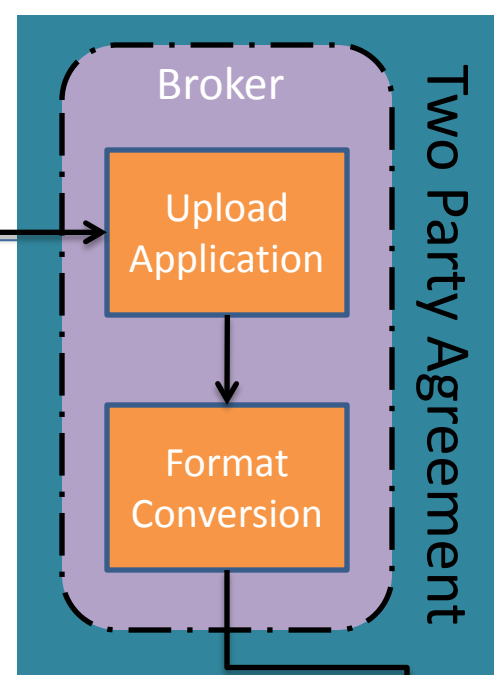 Broker
Upload
Application
Format
Conversion
Two Party Agreement